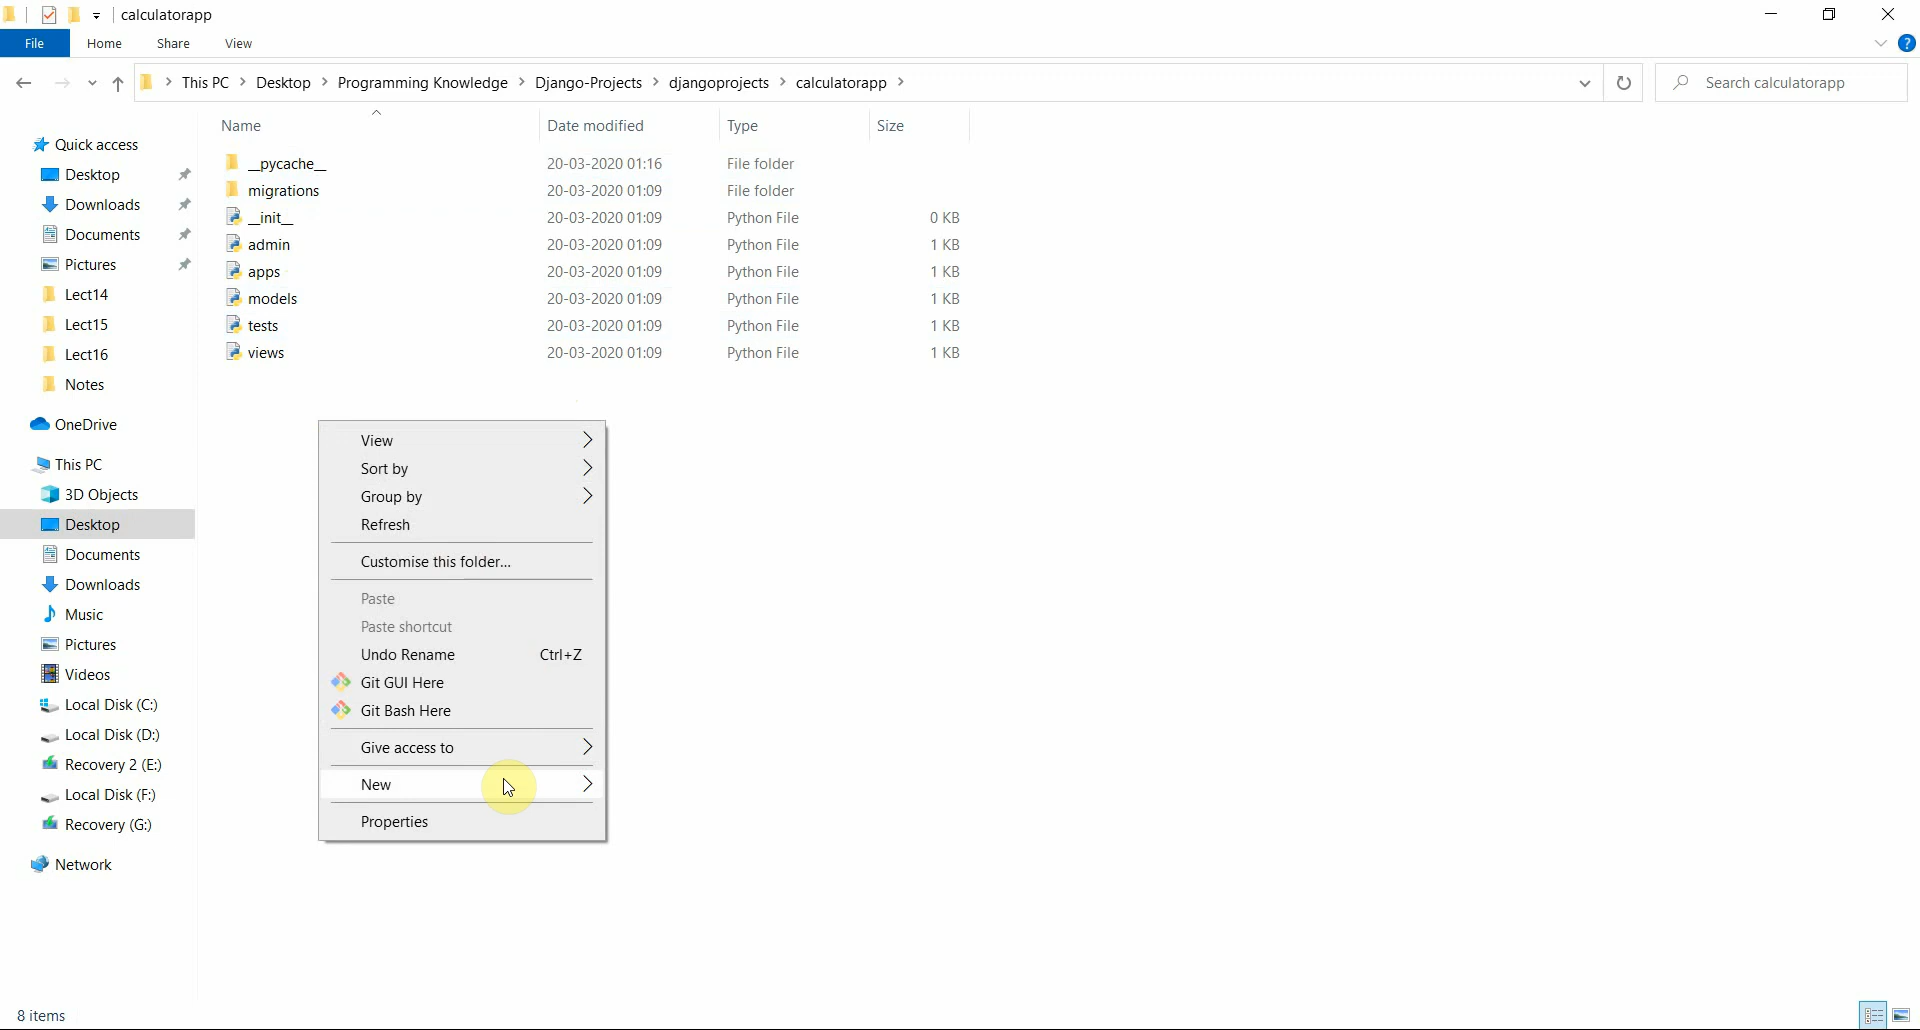 calculatorapp
File Home Share View
This PC > Desktop > Programming Knowledge > Django-Projects > djangoprojects > calculatorapp >
Search calculatorapp
Name Date modified Type Size
Quick access
Desktop
Downloads
Documents
Pictures
Lect14
Lect15
Lect16
Notes
OneDrive
This PC
3D Objects
Desktop
Documents
Downloads
Music
Pictures
Videos
Local Disk (C:)
Local Disk (D:)
Recovery 2 (E:)
Local Disk (F:)
Recovery (G:)
Network
__pycache__ 20-03-2020 01:16 File folder
migrations 20-03-2020 01:09 File folder
__init__ 20-03-2020 01:09 Python File 0 KB
admin 20-03-2020 01:09 Python File 1 KB
apps 20-03-2020 01:09 Python File 1 KB
models 20-03-2020 01:09 Python File 1 KB
tests 20-03-2020 01:09 Python File 1 KB
views 20-03-2020 01:09 Python File 1 KB
View
Sort by
Group by
Refresh
Customise this folder...
Paste
Paste shortcut
Undo Rename Ctrl+Z
Git GUI Here
Git Bash Here
Give access to
New
Properties
8 items